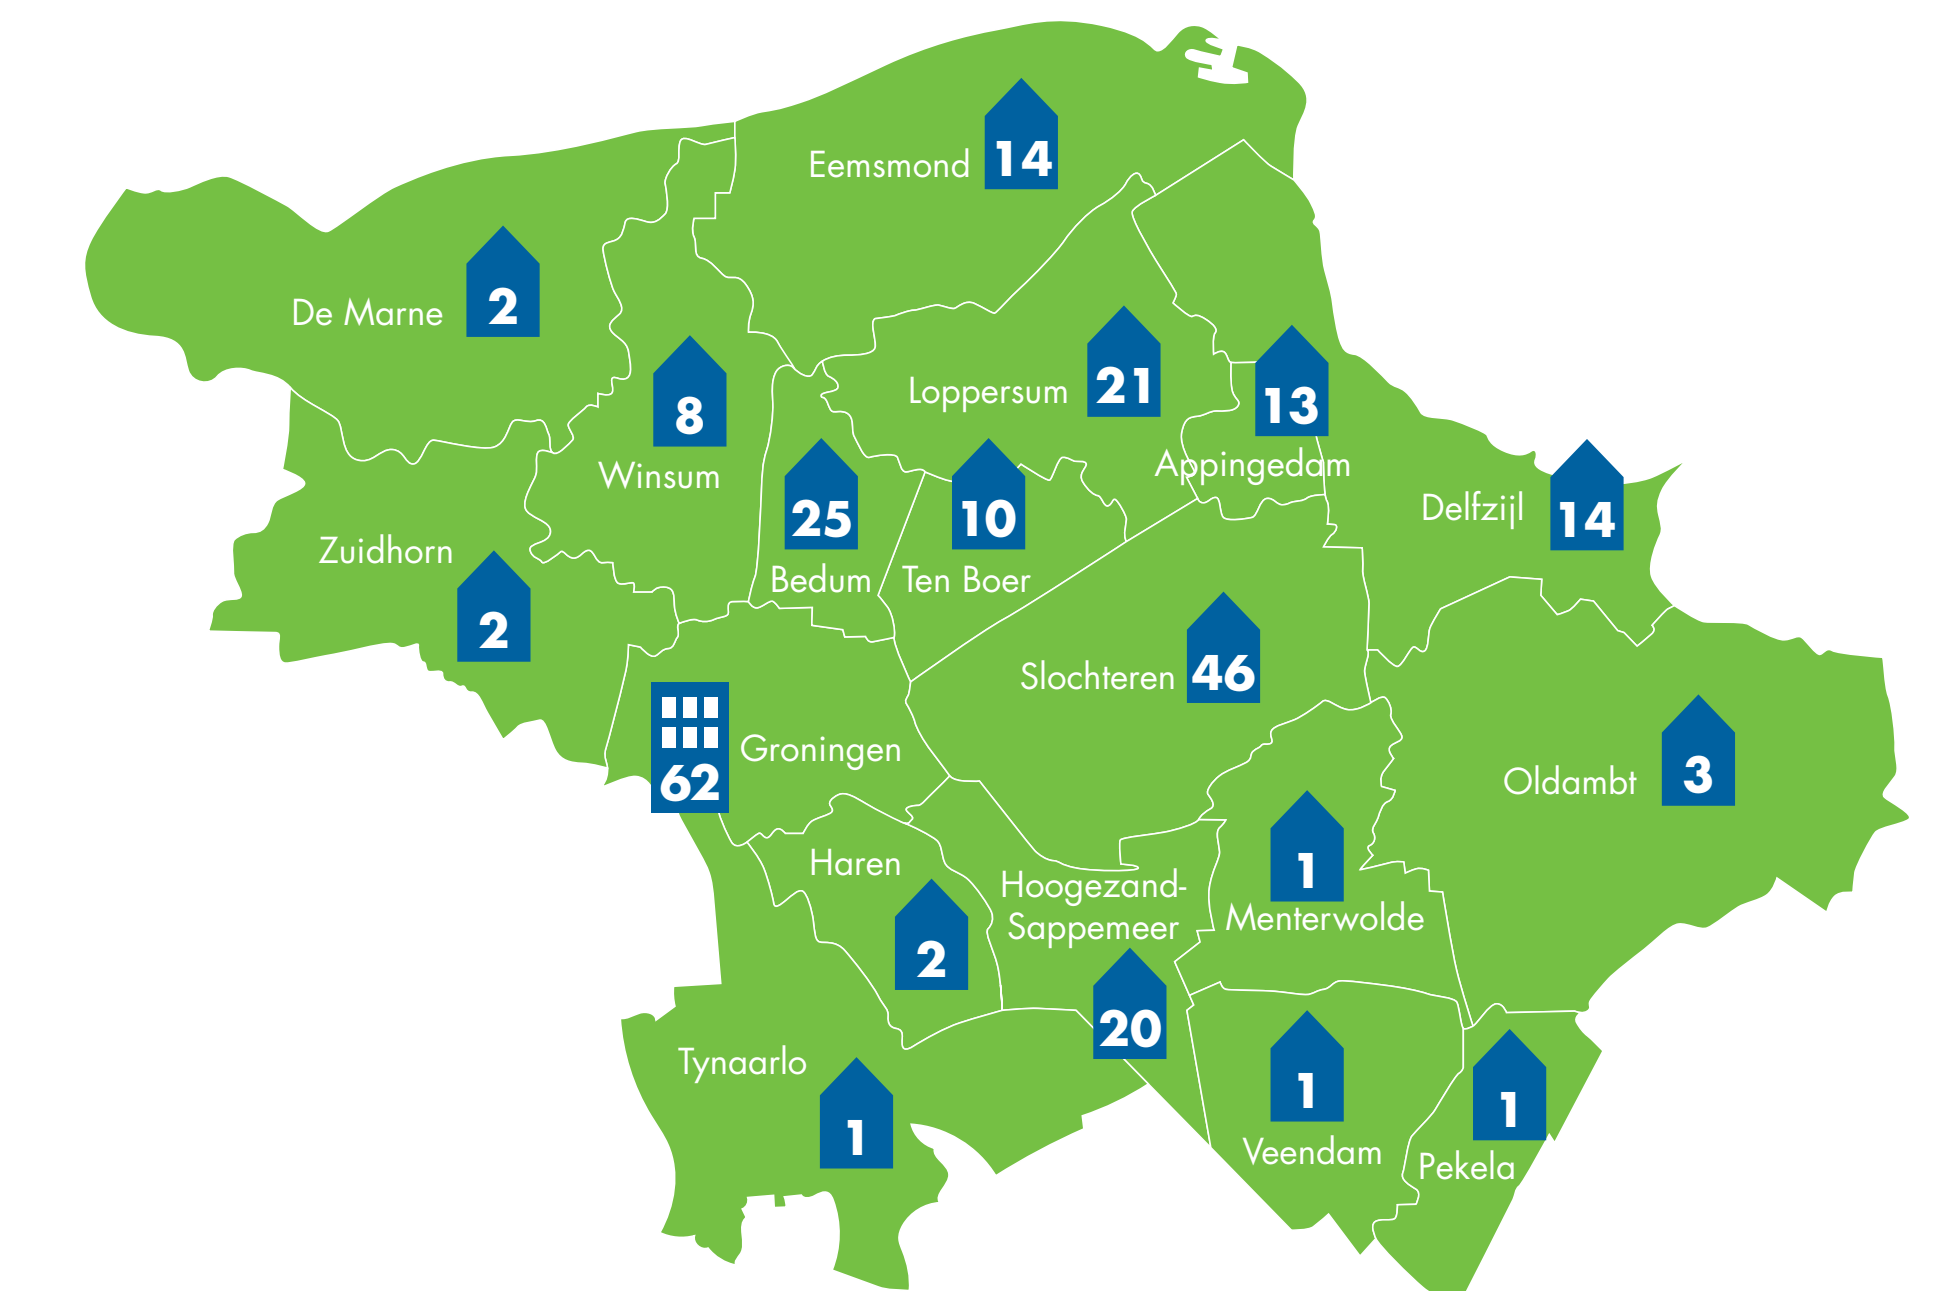 Eemsmond
14
De Marne
2
8
Winsum
Loppersum
21
13
Appingedam
Delfzijl
14
25
Bedum
10
Ten Boer
Zuidhorn
2
Slochteren
46
Groningen
62
Oldambt
3
Haren
2
Hoogezand-
Sappemeer
20
1
Menterwolde
Tynaarlo
1
1
Veendam
1
Pekela